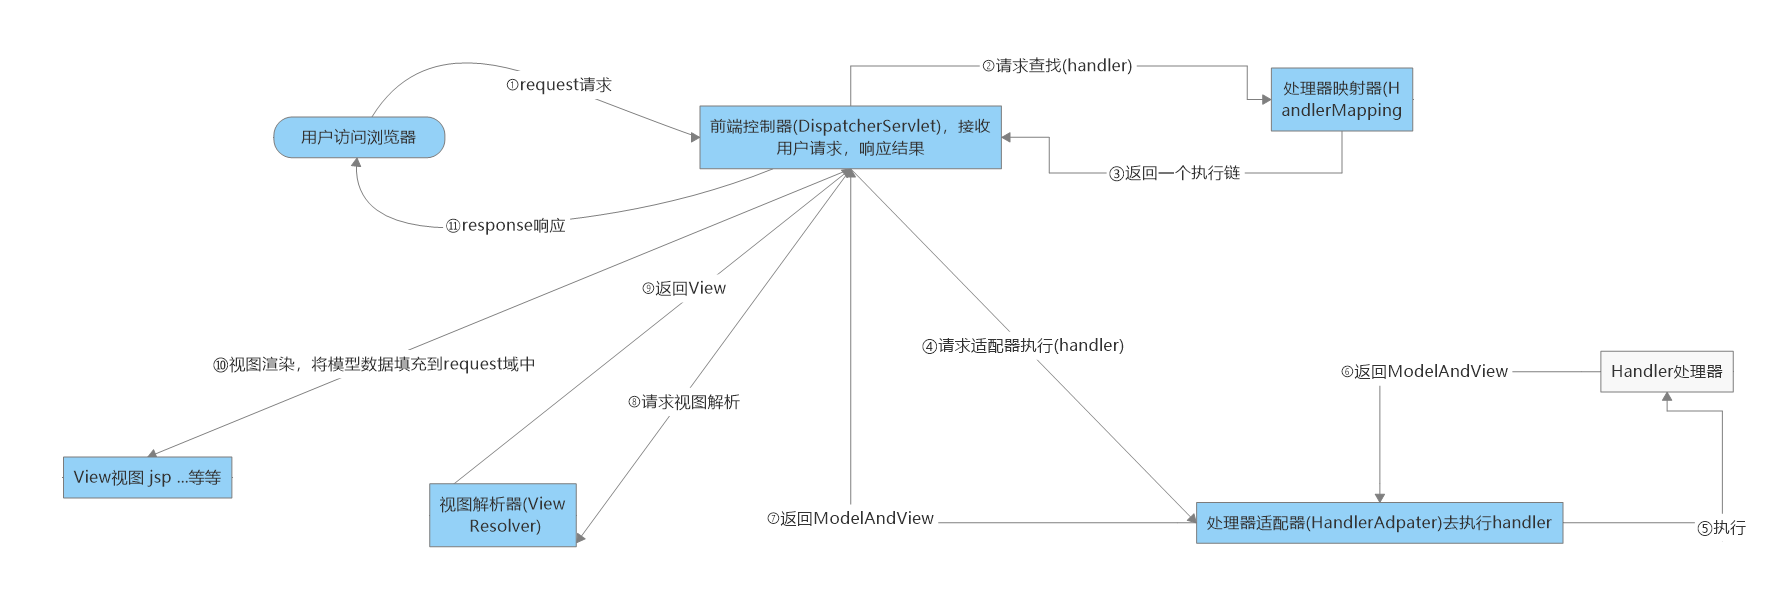 ②请求查找(handler)
①request请求
处理器映射器(H
andlerMapping
用户访问浏览器
前端控制器(DispatcherServlet)，接收
用户请求，响应结果
③返回一个执行链
⑪response响应
⑨返回View
④请求适配器执行(handler)
⑩视图渲染，将模型数据填充到request域中
⑥返回ModelAndView
Handler处理器
⑧请求视图解析
View视图 jsp ...等等
视图解析器(View
Resolver)
⑦返回ModelAndView
处理器适配器(HandlerAdpater)去执行handler
⑤执行